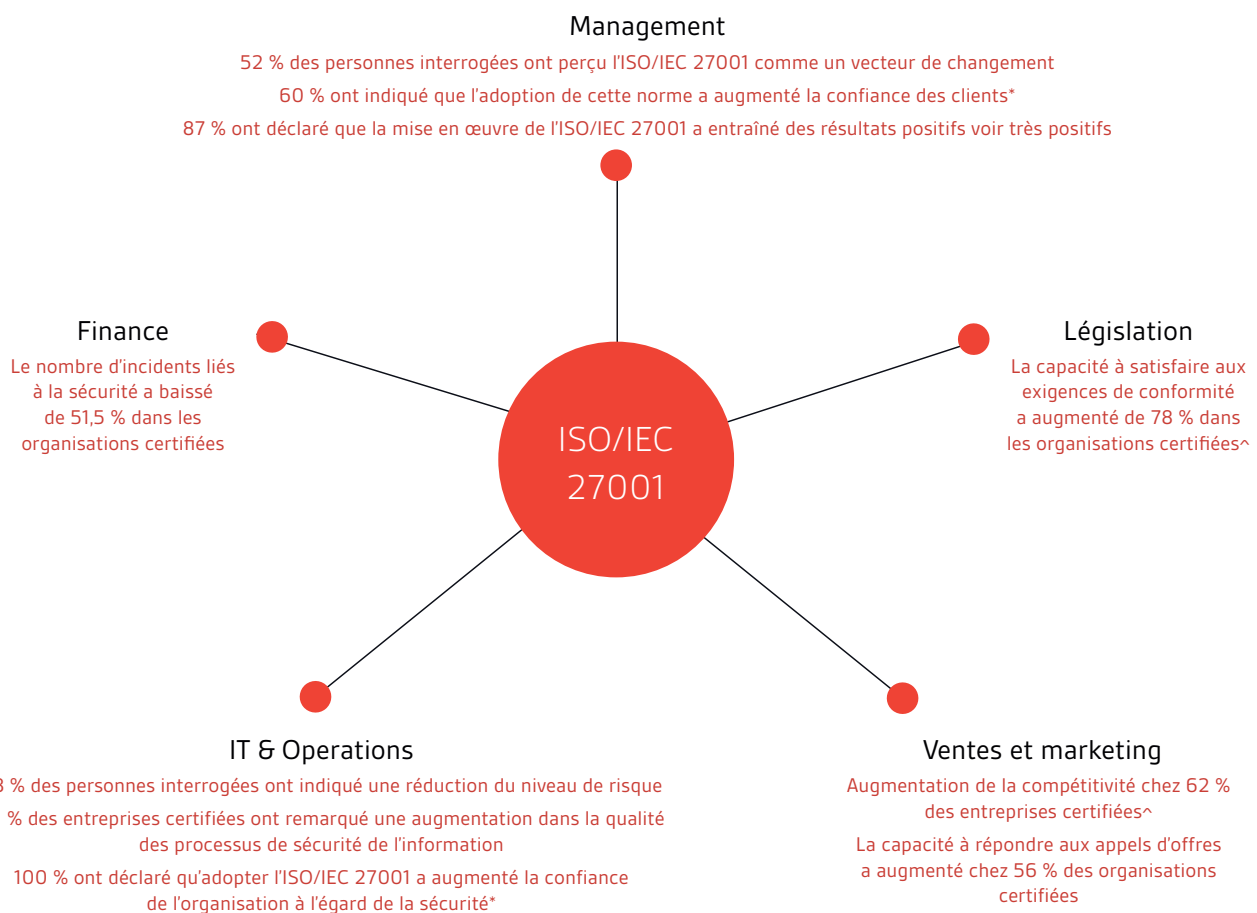 Management
52 % des personnes interrogées ont perçu l'ISO/IEC 27001 comme un vecteur de changement
60 % ont indiqué que l'adoption de cette norme a augmenté la confiance des clients*
87 % ont déclaré que la mise en œuvre de l'ISO/IEC 27001 a entraîné des résultats positifs voir très positifs
Finance
Le nombre d'incidents liés
à la sécurité a baissé
de 51,5 % dans les
organisations certifiées
Législation
La capacité à satisfaire aux
exigences de conformité
a augmenté de 78 % dans
les organisations certifiées^
ISO/IEC
27001
IT & Operations
% des personnes interrogées ont indiqué une réduction du niveau de risque
% des entreprises certifiées ont remarqué une augmentation dans la qualité
des processus de sécurité de l'information
100 % ont déclaré qu'adopter l'ISO/IEC 27001 a augmenté la confiance
de l'organisation à l'égard de la sécurité*
Ventes et marketing
Augmentation de la compétitivité chez 62 %
des entreprises certifiées^
La capacité à répondre aux appels d'offres
a augmenté chez 56 % des organisations
certifiées